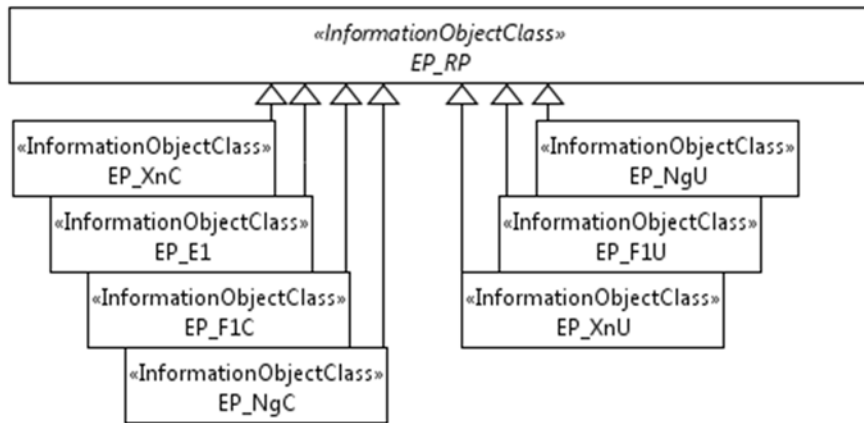 «InformationObjectClass»
EP_RP
«InformationObjectClass»
EP_XnC
«InformationObjectClass»
EP_E1
«InformationObjectClass»
EP_F1C
«InformationObjectClass»
EP_NgC
«InformationObjectClass»
EP_NgU
«InformationObjectClass»
EP_F1U
«InformationObjectClass»
EP_XnU